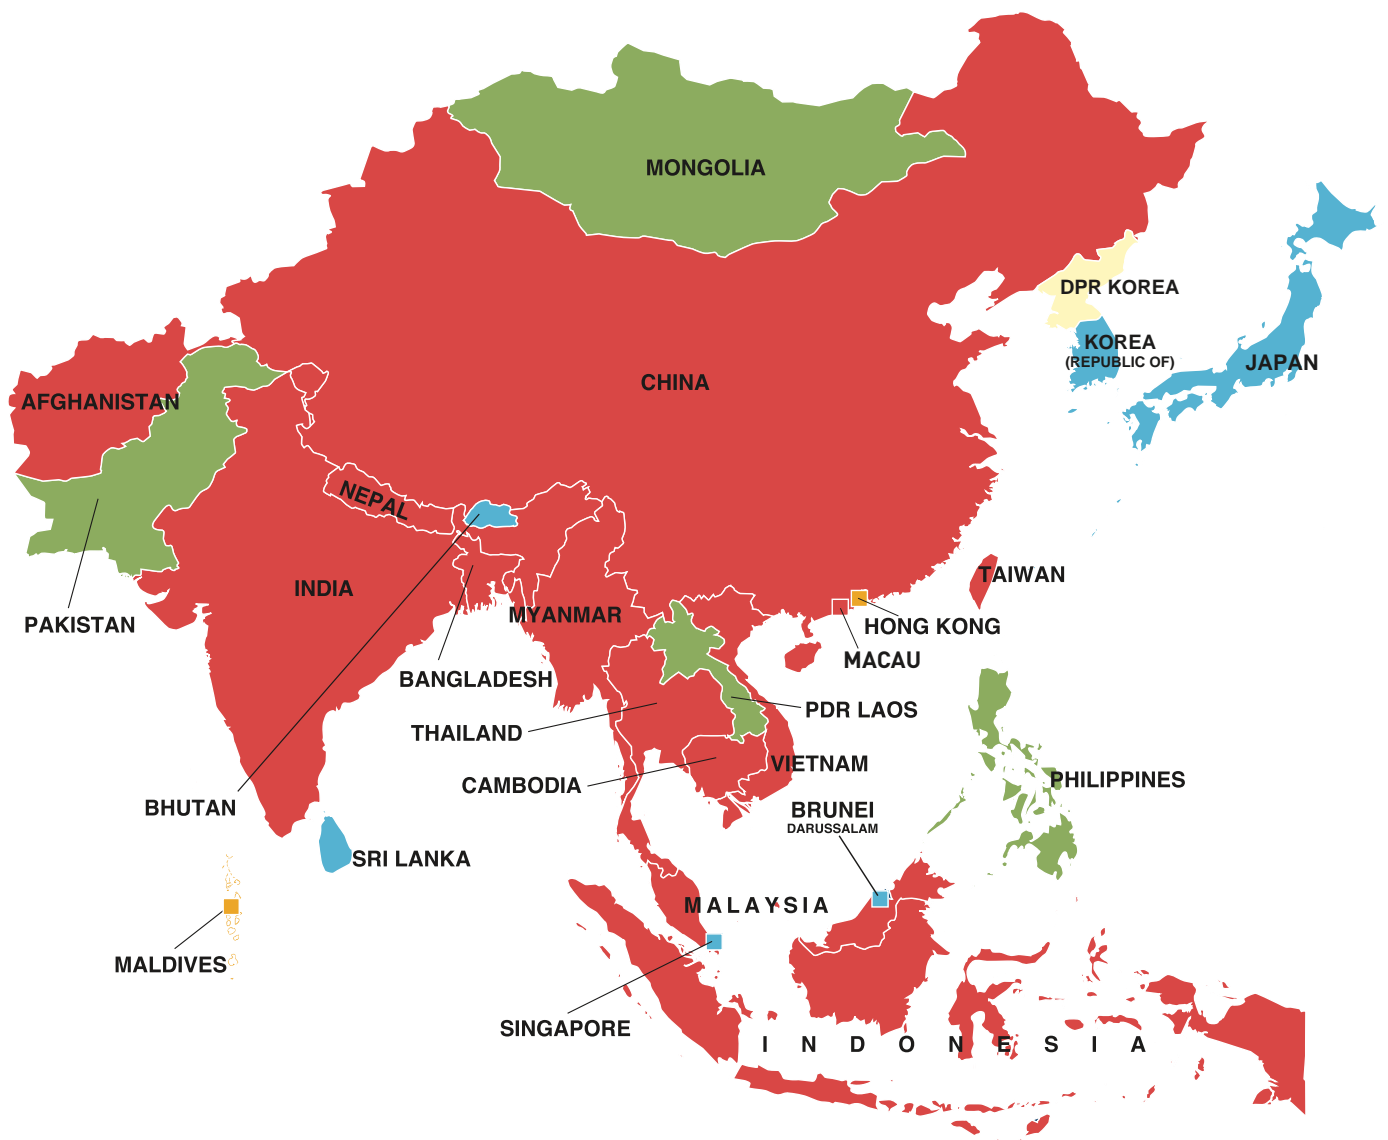 MONGOLIA
DPR KOREA
KOREA
(REPUBLIC OF)
JAPAN
CHINA
AFGHANISTAN
NEPAL
INDIA
TAIWAN
PAKISTAN
MYANMAR
HONG KONG
MACAU
BANGLADESH
PDR LAOS
THAILAND
VIETNAM
PHILIPPINES
CAMBODIA
BHUTAN
BRUNEI
DARUSSALAM
SRI LANKA
MALAYSIA
MALDIVES
SINGAPORE
INDONESIA